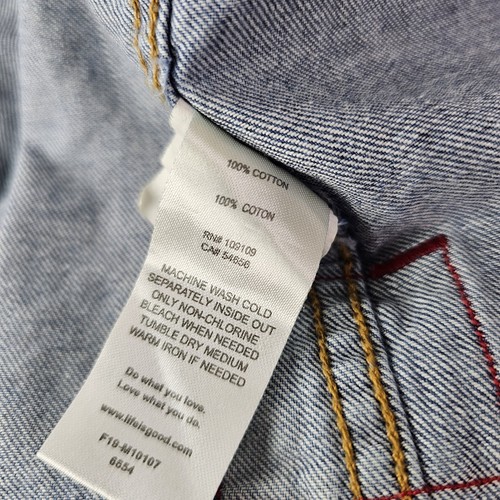 100% COTTON
100% COTON
RN# 109109
CA# 54656
MACHINE WASH COLD
SEPARATELY INSIDE OUT
ONLY NON-CHLORINE
BLEACH WHEN NEEDED
TUMBLE DRY MEDIUM
WARM IRON IF NEEDED
Do what you love.
Love what you do.
www.lifeisgood.com
F19-M10107
6654